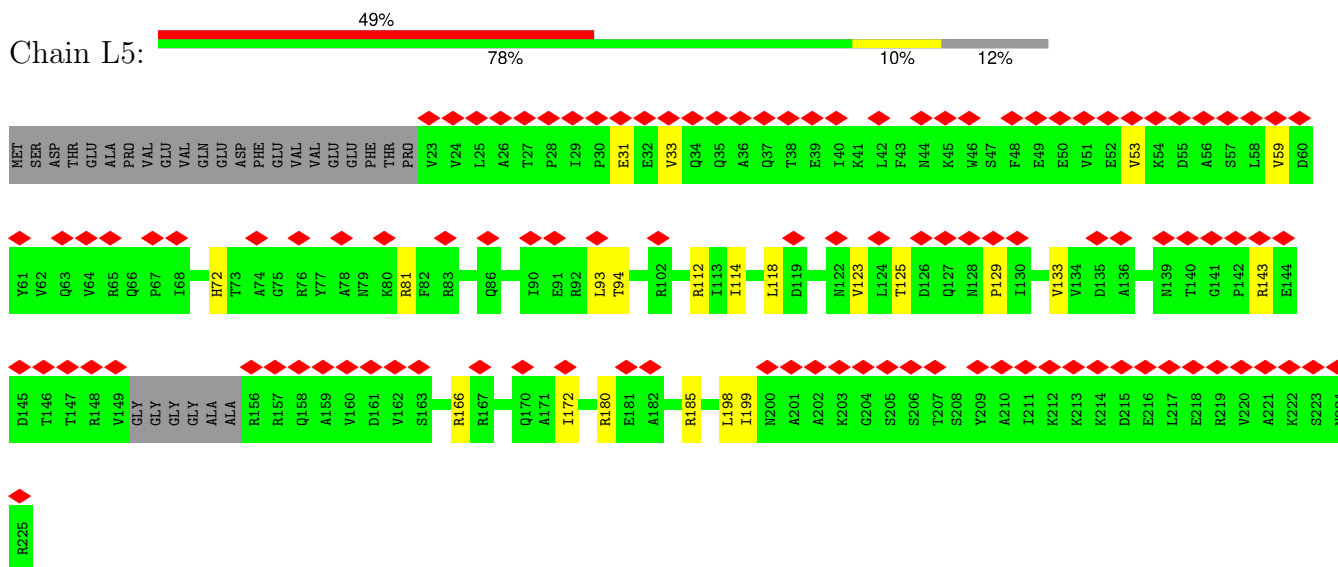 49%
Chain L5:
78% 10% 12%
MET SER ASP THR GLU ALA PRO VAL GLU VAL GLN GLU ASP PHE GLU VAL VAL GLU GLU PHE THR PRO V23 V24 L25 A26 T27 P28 I29 P30 E31 E32 V33 Q34 Q35 A36 Q37 T38 E39 I40 K41 L42 F43 N44 K45 W46 S47 F48 E49 E50 V51 E52 V53 K54 D55 A56 S57 L58 V59 D60
Y61 V62 Q63 V64 R65 Q66 P67 I68 H72 T73 A74 G75 R76 Y77 A78 N79 K80 R81 F82 R83 Q86 I90 E91 R92 L93 T94 R102 R112 I113 I114 L118 D119 N122 V123 L124 T125 D126 Q127 N128 P129 I130 V133 V134 D135 A136 N139 T140 G141 P142 R143 E144
D145 T146 T147 R148 V149 GLY GLY GLY GLY ALA ALA R156 R157 Q158 A159 V160 D161 V162 S163 R166 R167 Q170 A171 I172 R180 E181 A182 R185 L198 I199 N200 A201 A202 K203 G204 S205 S206 T207 S208 Y209 A210 I211 K212 K213 K214 D215 E216 L217 E218 R219 V220 A221 K222 S223
R225